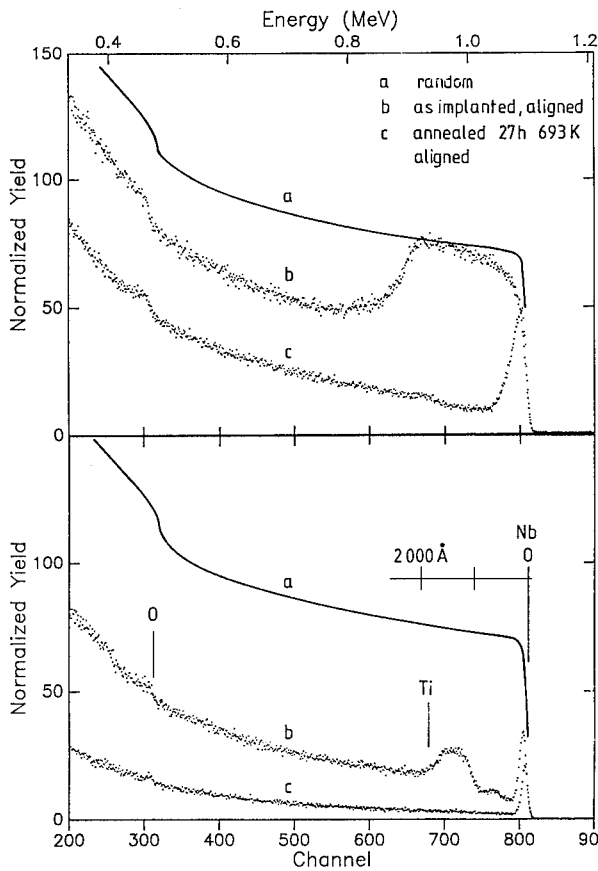 Energy (MeV)
0.4 0.6 0.8 1.0 1.2
150
100
50
0
Normalized Yield
a random
b as implanted, aligned
c annealed 27h 693K
aligned
a
b
c
100
50
0
Normalized Yield
Nb
2000 Å 0
a
O
Ti
b
c
200 300 400 500 600 700 800 90
Channel